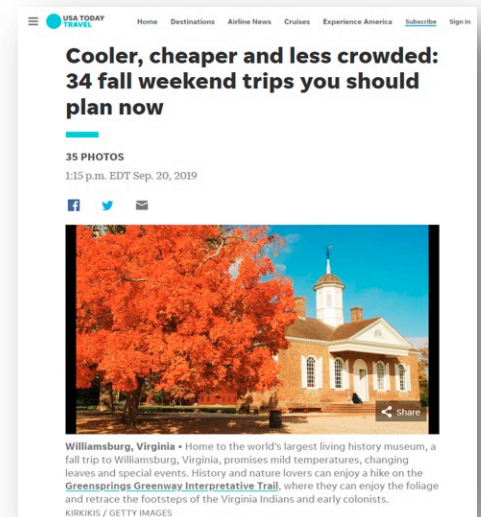 USA TODAY
TRAVEL
Home Destinations Airline News Cruises Experience America Subscribe Sign In
Cooler, cheaper and less crowded:
34 fall weekend trips you should
plan now
35 PHOTOS
1:15 p.m. EDT Sep. 20, 2019
Share
Williamsburg, Virginia • Home to the world's largest living history museum, a
fall trip to Williamsburg, Virginia, promises mild temperatures, changing
leaves and special events. History and nature lovers can enjoy a hike on the
Greensprings Greenway Interpretative Trail, where they can enjoy the foliage
and retrace the footsteps of the Virginia Indians and early colonists.
KIRKIKIS / GETTY IMAGES